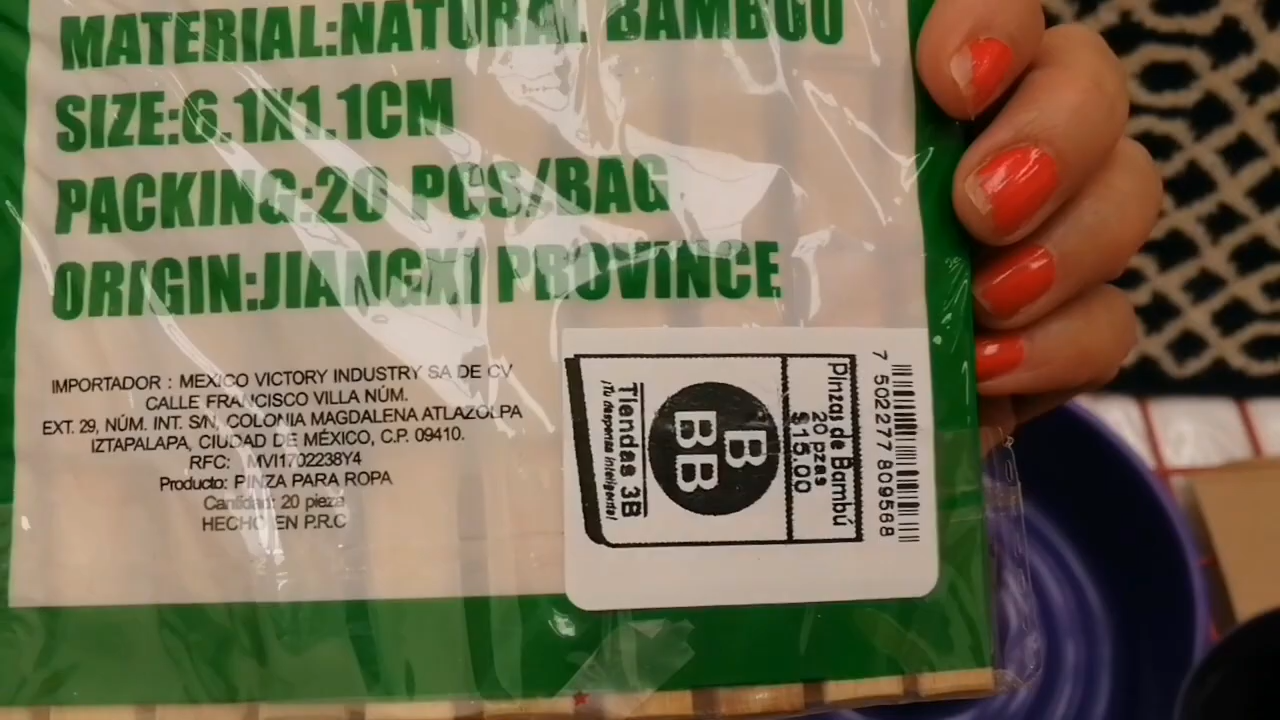 MATERIAL:NATURAL BAMBOO
SIZE:6.1X1.1CM
PACKING:20 PCS/BAG
ORIGIN:JIANGXI PROVINCE
IMPORTADOR : MEXICO VICTORY INDUSTRY SA DE CV
CALLE FRANCISCO VILLA NÚM.
EXT. 29, NÚM. INT. S/N, COLONIA MAGDALENA ATLAZOLPA
IZTAPALAPA, CIUDAD DE MÉXICO, C.P. 09410.
RFC: MVI1702238Y4
Producto: PINZA PARA ROPA
Cantidad: 20 pieza
HECHO EN P.R.C
7 502277 809568
Pinzas de Bambú
20 pzas
$15.00
B
BB
Tiendas 3B
¡Tu despensa inteligente!